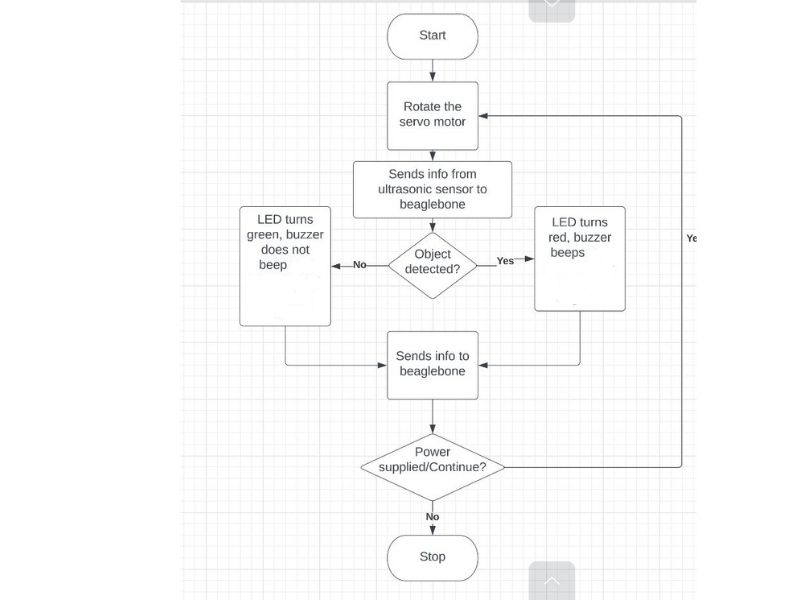 Start
Rotate the
servo motor
Sends info from
ultrasonic sensor to
beaglebone
LED turns
green, buzzer
does not
beep
No
Object
detected?
Yes
LED turns
red, buzzer
beeps
Ye
Sends info to
beaglebone
Power
supplied/Continue?
No
Stop